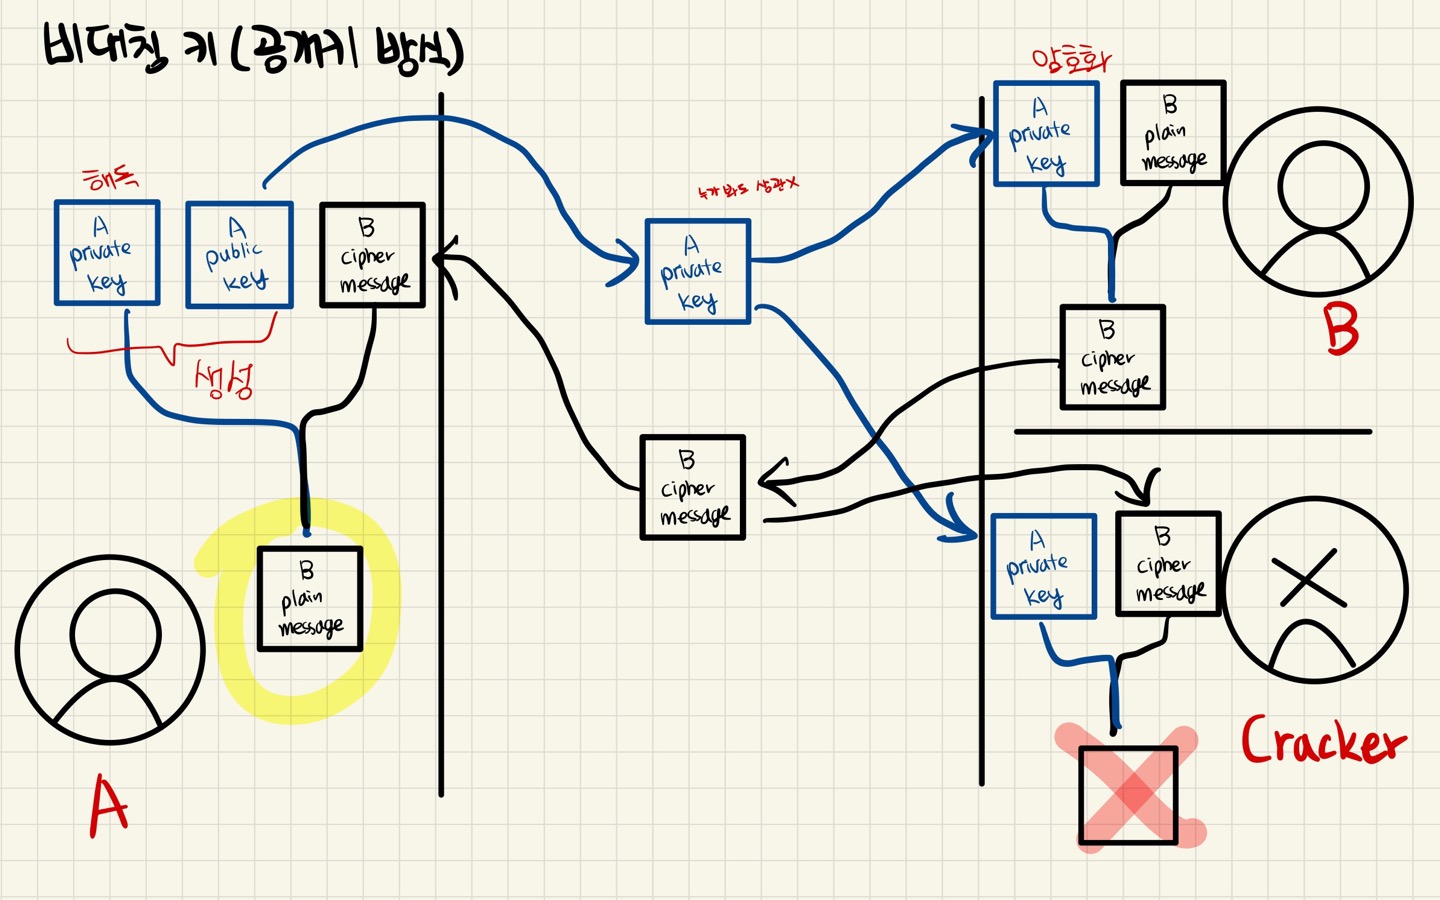 비대칭 키 (공개키 방식)
암호화
A
private
key
B
plain
message
해독
A
private
key
A
public
key
B
cipher
message
누가 봐도 상관X
A
private
key
생성
B
cipher
message
B
B
cipher
message
B
plain
message
A
private
key
B
cipher
message
A
Cracker